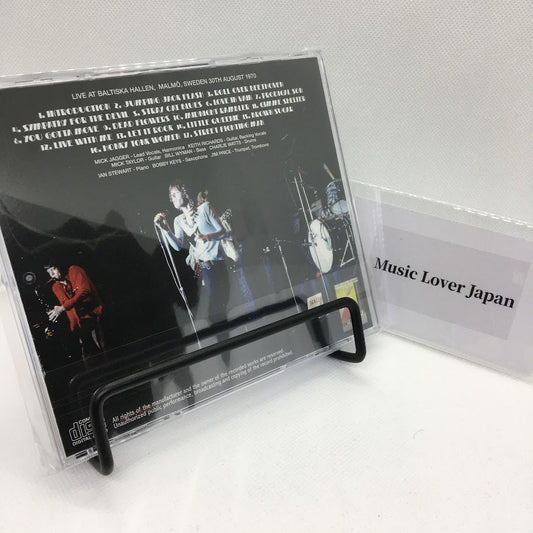 LIVE AT BALTISKA HALLEN, MALMÖ, SWEDEN 30TH AUGUST 1970
1. INTRODUCTION 2. JUMPING JACK FLASH 3. ROLL OVER BEETHOVEN
4. SYMPATHY FOR THE DEVIL 5. STRAY CAT BLUES 6. LOVE IN VAIN 7. PRODIGAL SON
8. YOU GOTTA MOVE 9. DEAD FLOWERS 10. MIDNIGHT RAMBLER 11. GIMME SHELTER
12. LIVE WITH ME 13. LET IT ROCK 14. LITTLE QUEENIE 15. BROWN SUGAR
16. HONKY TONK WOMEN 17. STREET FIGHTING MAN
MICK JAGGER - Lead Vocals, Harmonica KEITH RICHARDS - Guitar, Backing Vocals
MICK TAYLOR - Guitar BILL WYMAN - Bass CHARLIE WATTS - Drums
IAN STEWART - Piano BOBBY KEYS - Saxophone JIM PRICE - Trumpet, Trombone
Music Lover Japan
All rights of the manufacturer and the owner of the recorded works are reserved.
Unauthorized public performance, broadcasting and copying of the record prohibited.